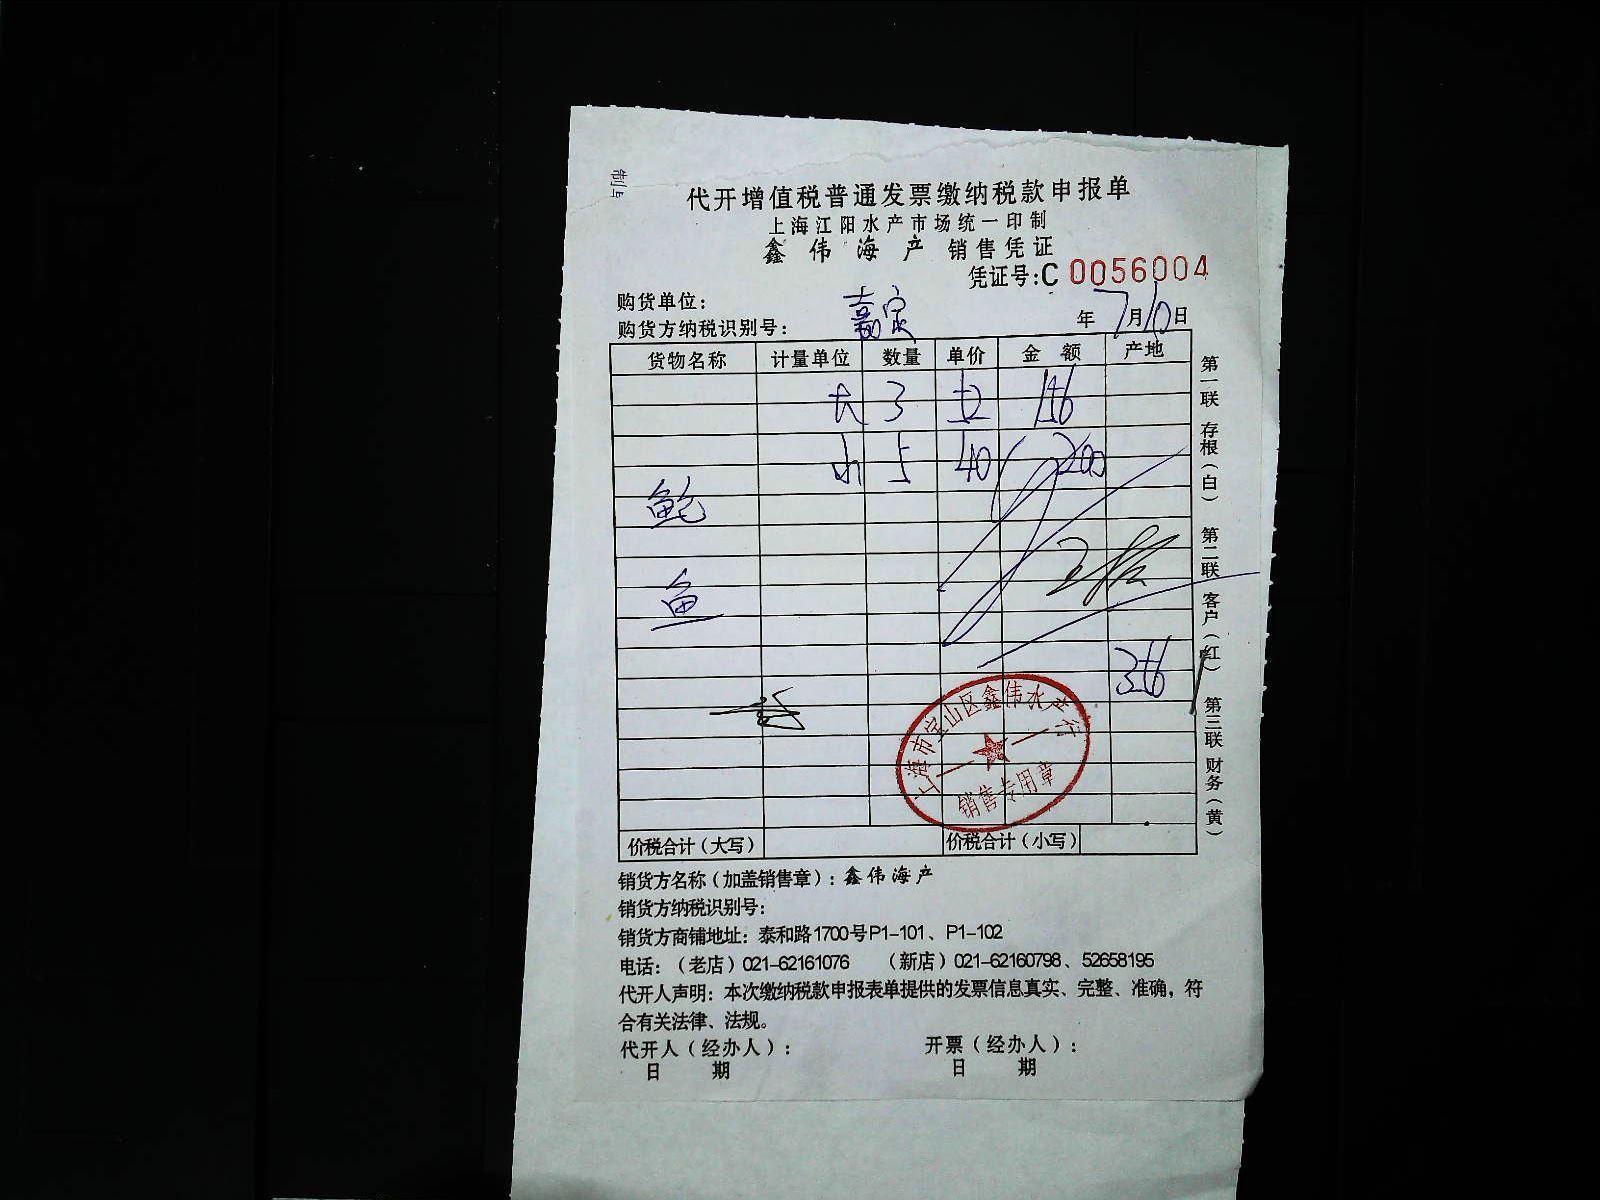 代开增值税普通发票缴纳税款申报单
上海江阳水产市场统一印制
鑫伟海产 销售凭证
凭证号:C 0056004
购货单位: 嘉定
购货方纳税识别号: 年7月10日
货物名称 计量单位 数量 单价 金 额 产地
大 3 52 156
小 5 40 200
鲍
鱼
356
上海市宝山区鑫伟水产行
销售专用章
价税合计(大写) 价税合计(小写)
销货方名称(加盖销售章):鑫伟海产
销货方纳税识别号:
销货方商铺地址:泰和路1700号P1-101、P1-102
电话:(老店)021-62161076 (新店)021-62160798、52658195
代开人声明:本次缴纳税款申报表单提供的发票信息真实、完整、准确,符
合有关法律、法规。
代开人(经办人): 开票(经办人):
日 期 日 期
第一联 存根(白) 第二联 客户(红) 第三联 财务(黄)